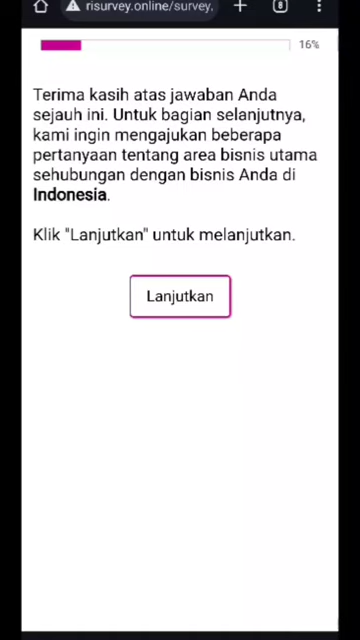 risurvey.online/survey.
8
16%
Terima kasih atas jawaban Anda
sejauh ini. Untuk bagian selanjutnya,
kami ingin mengajukan beberapa
pertanyaan tentang area bisnis utama
sehubungan dengan bisnis Anda di
Indonesia.
Klik "Lanjutkan" untuk melanjutkan.
Lanjutkan